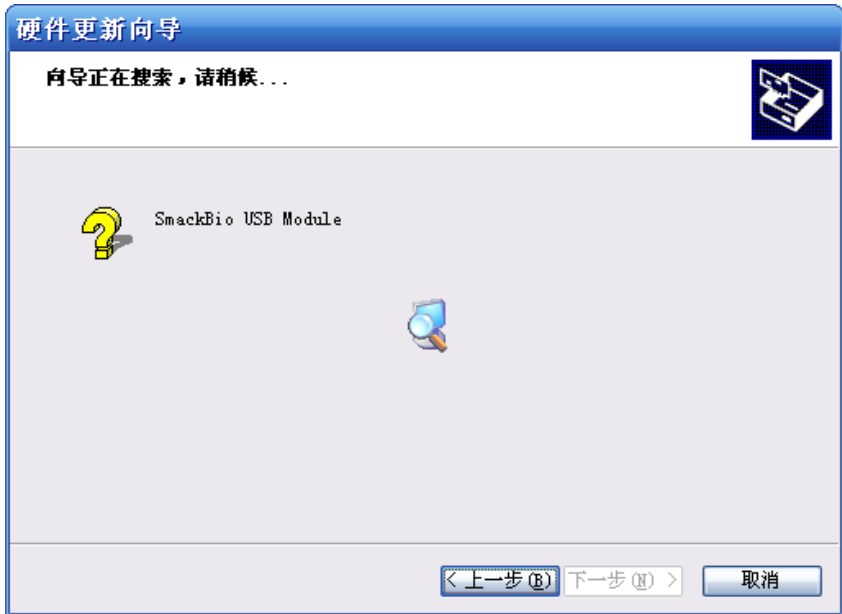 硬件更新向导
向导正在搜索，请稍候...
SmackBio USB Module
< 上一步(B)
下一步(N) >
取消